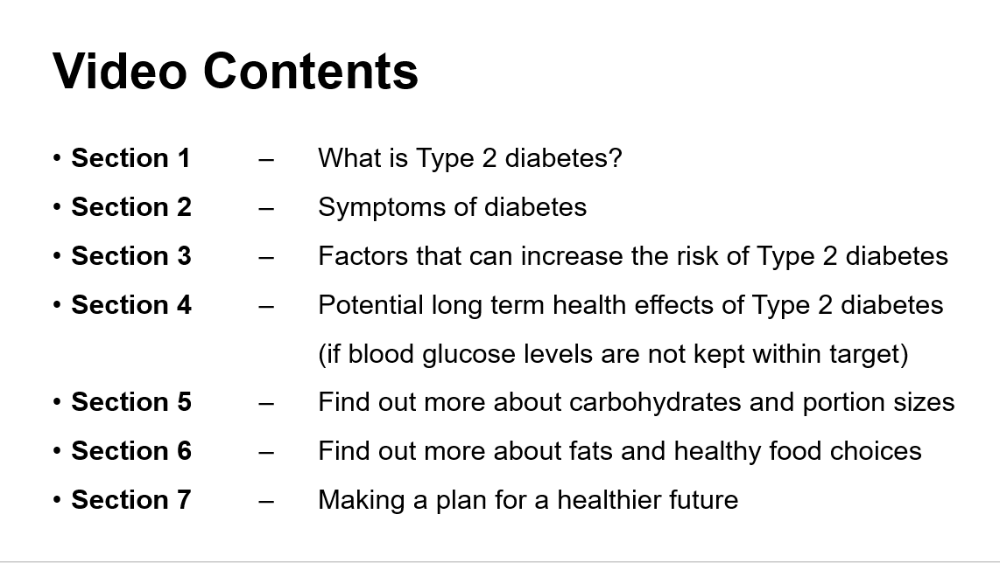 Video Contents
• Section 1 – What is Type 2 diabetes?
• Section 2 – Symptoms of diabetes
• Section 3 – Factors that can increase the risk of Type 2 diabetes
• Section 4 – Potential long term health effects of Type 2 diabetes
(if blood glucose levels are not kept within target)
• Section 5 – Find out more about carbohydrates and portion sizes
• Section 6 – Find out more about fats and healthy food choices
• Section 7 – Making a plan for a healthier future